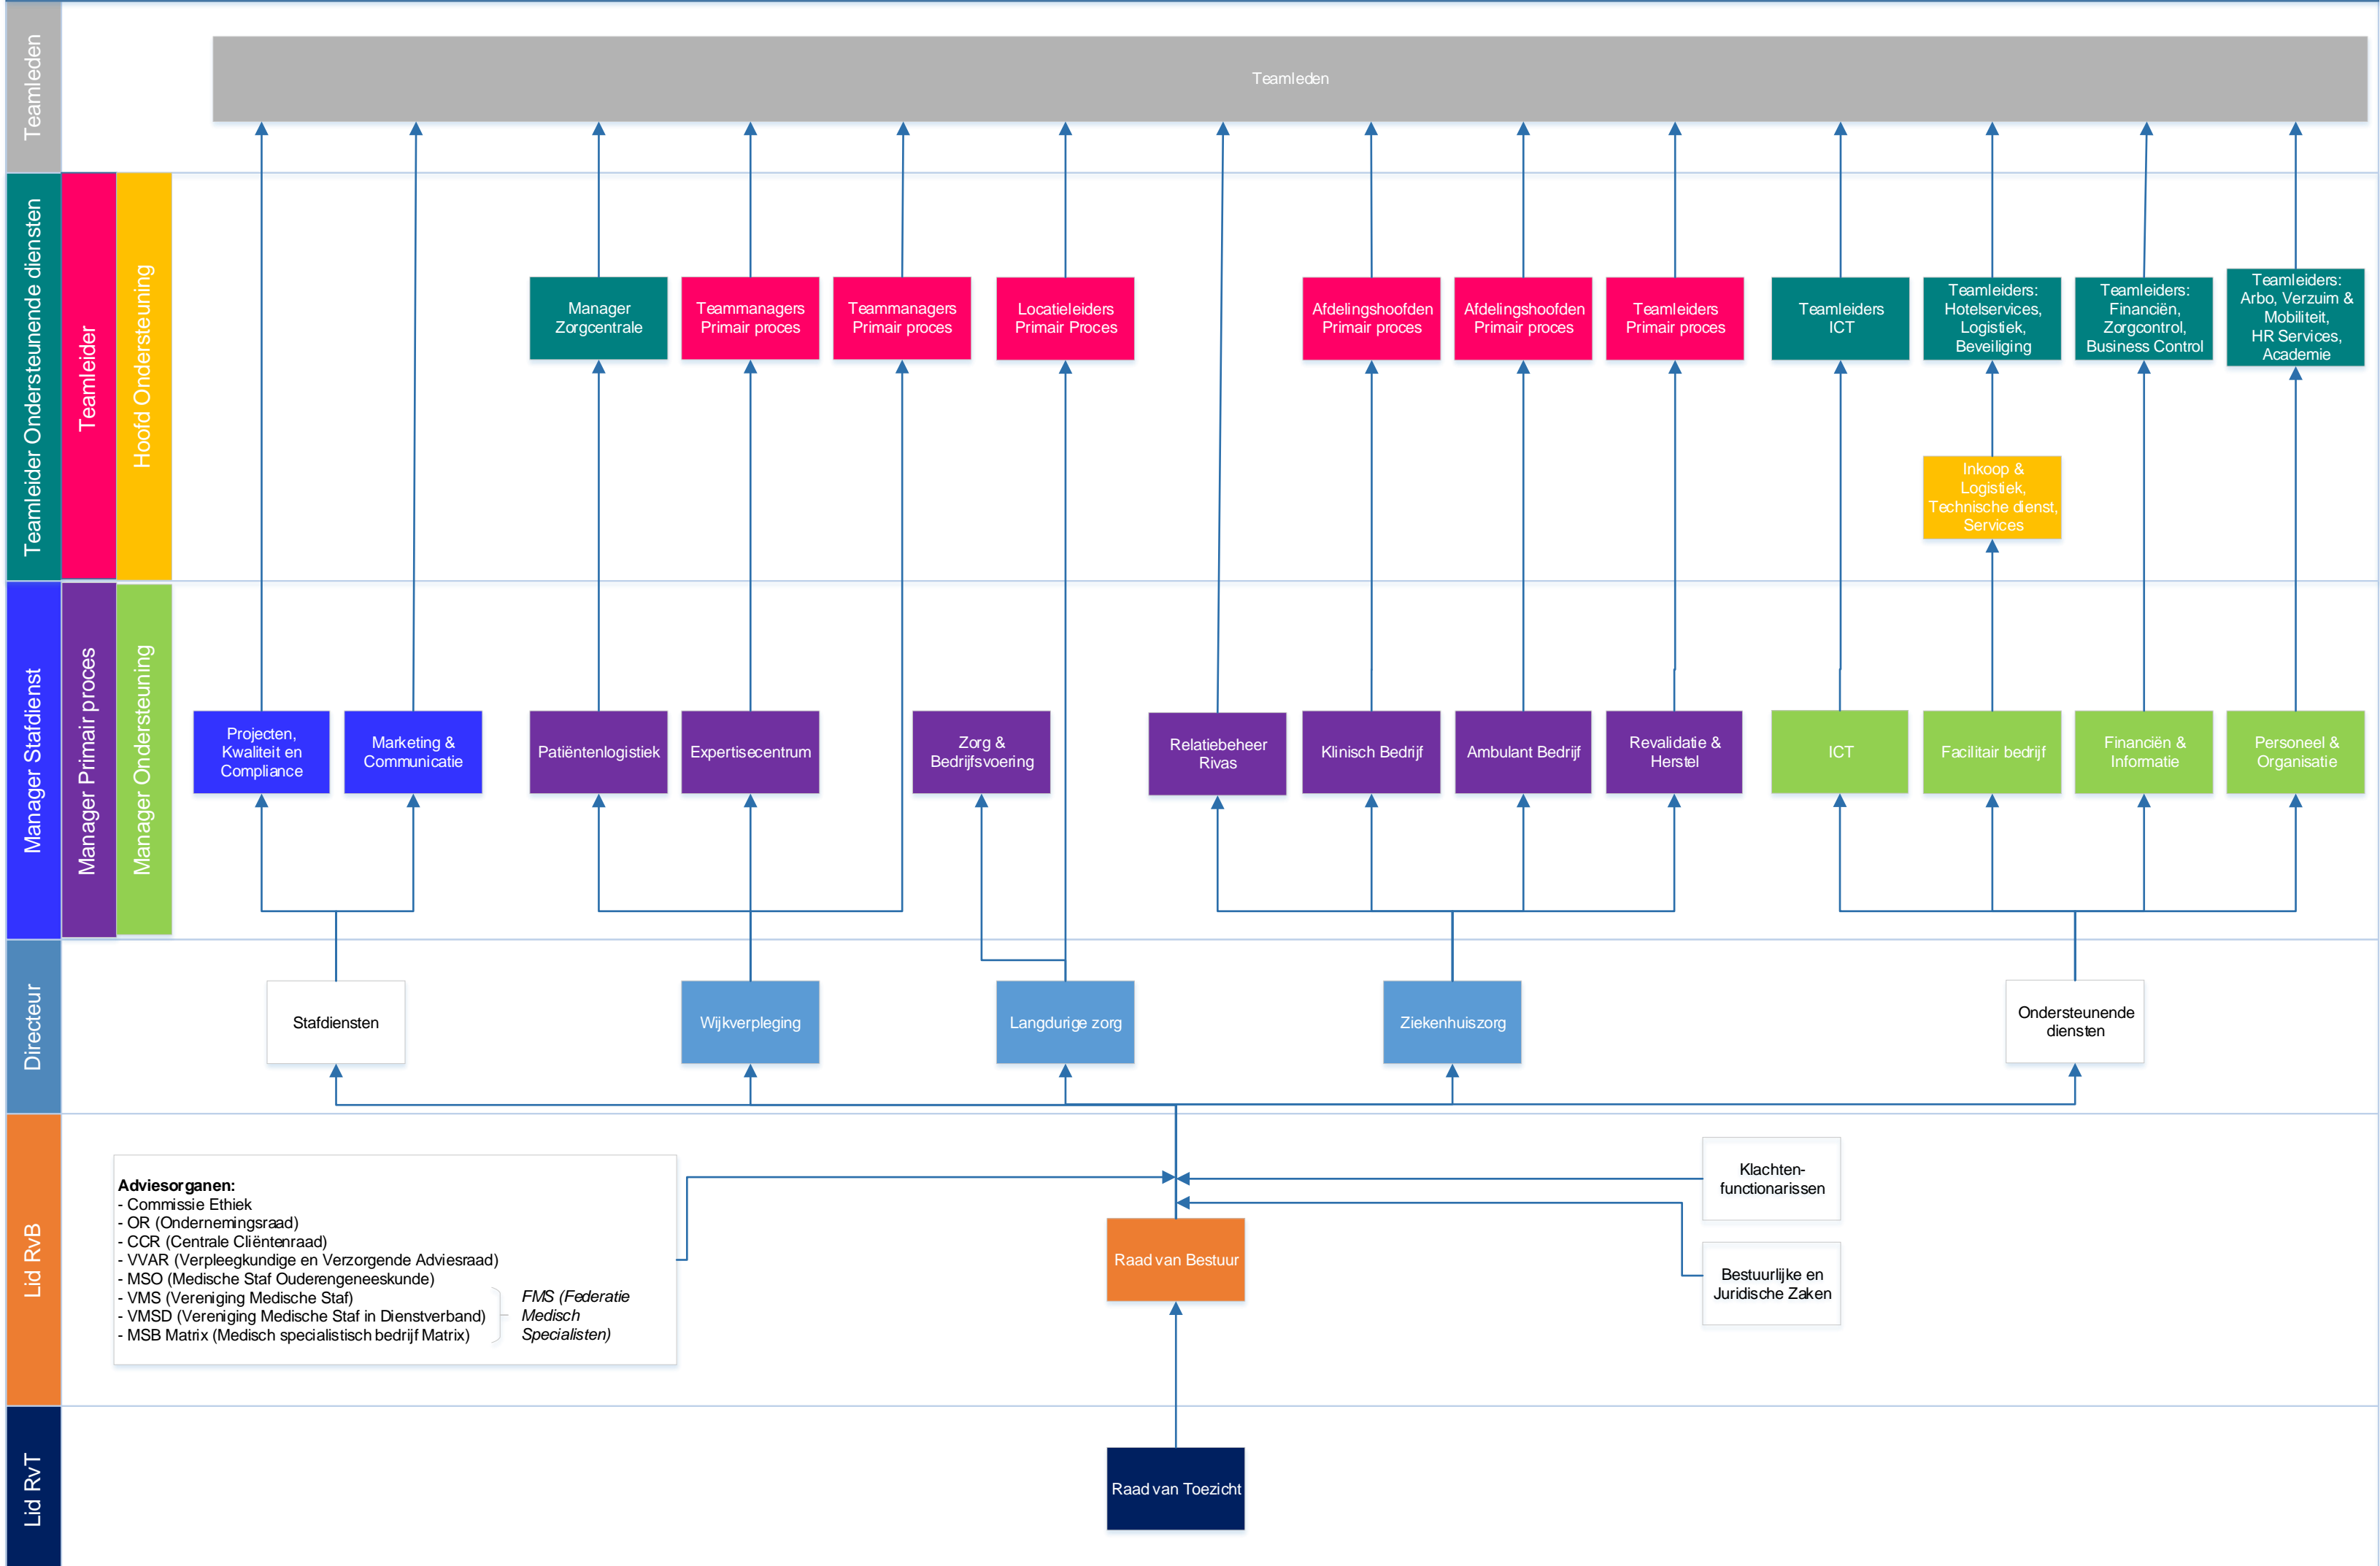 Teamleden
Teamleden
Teamleider Ondersteunende diensten
Teamleider
Hoofd Ondersteuning
Manager
Zorgcentrale
Teammanagers
Primair proces
Teammanagers
Primair proces
Locatieleiders
Primair Proces
Afdelingshoofden
Primair proces
Afdelingshoofden
Primair proces
Teamleiders
Primair proces
Teamleiders
ICT
Teamleiders:
Hotelservices,
Logistiek,
Beveiliging
Teamleiders:
Financiën,
Zorgcontrol,
Business Control
Teamleiders:
Arbo, Verzuim &
Mobiliteit,
HR Services,
Academie
Inkoop &
Logistiek,
Technische dienst,
Services
Manager Stafdienst
Manager Primair proces
Manager Ondersteuning
Projecten,
Kwaliteit en
Compliance
Marketing &
Communicatie
Patiëntenlogistiek
Expertisecentrum
Zorg &
Bedrijfsvoering
Relatiebeheer
Rivas
Klinisch Bedrijf
Ambulant Bedrijf
Revalidatie &
Herstel
ICT
Facilitair bedrijf
Financiën &
Informatie
Personeel &
Organisatie
Directeur
Stafdiensten
Wijkverpleging
Langdurige zorg
Ziekenhuiszorg
Ondersteunende
diensten
Lid RvB
Adviesorganen:
- Commissie Ethiek
- OR (Ondernemingsraad)
- CCR (Centrale Cliëntenraad)
- VVAR (Verpleegkundige en Verzorgende Adviesraad)
- MSO (Medische Staf Ouderengeneeskunde)
- VMS (Vereniging Medische Staf)
- VMSD (Vereniging Medische Staf in Dienstverband)
- MSB Matrix (Medisch specialistisch bedrijf Matrix)
FMS (Federatie
Medisch
Specialisten)
Raad van Bestuur
Klachten-
functionarissen
Bestuurlijke en
Juridische Zaken
Lid RvT
Raad van Toezicht